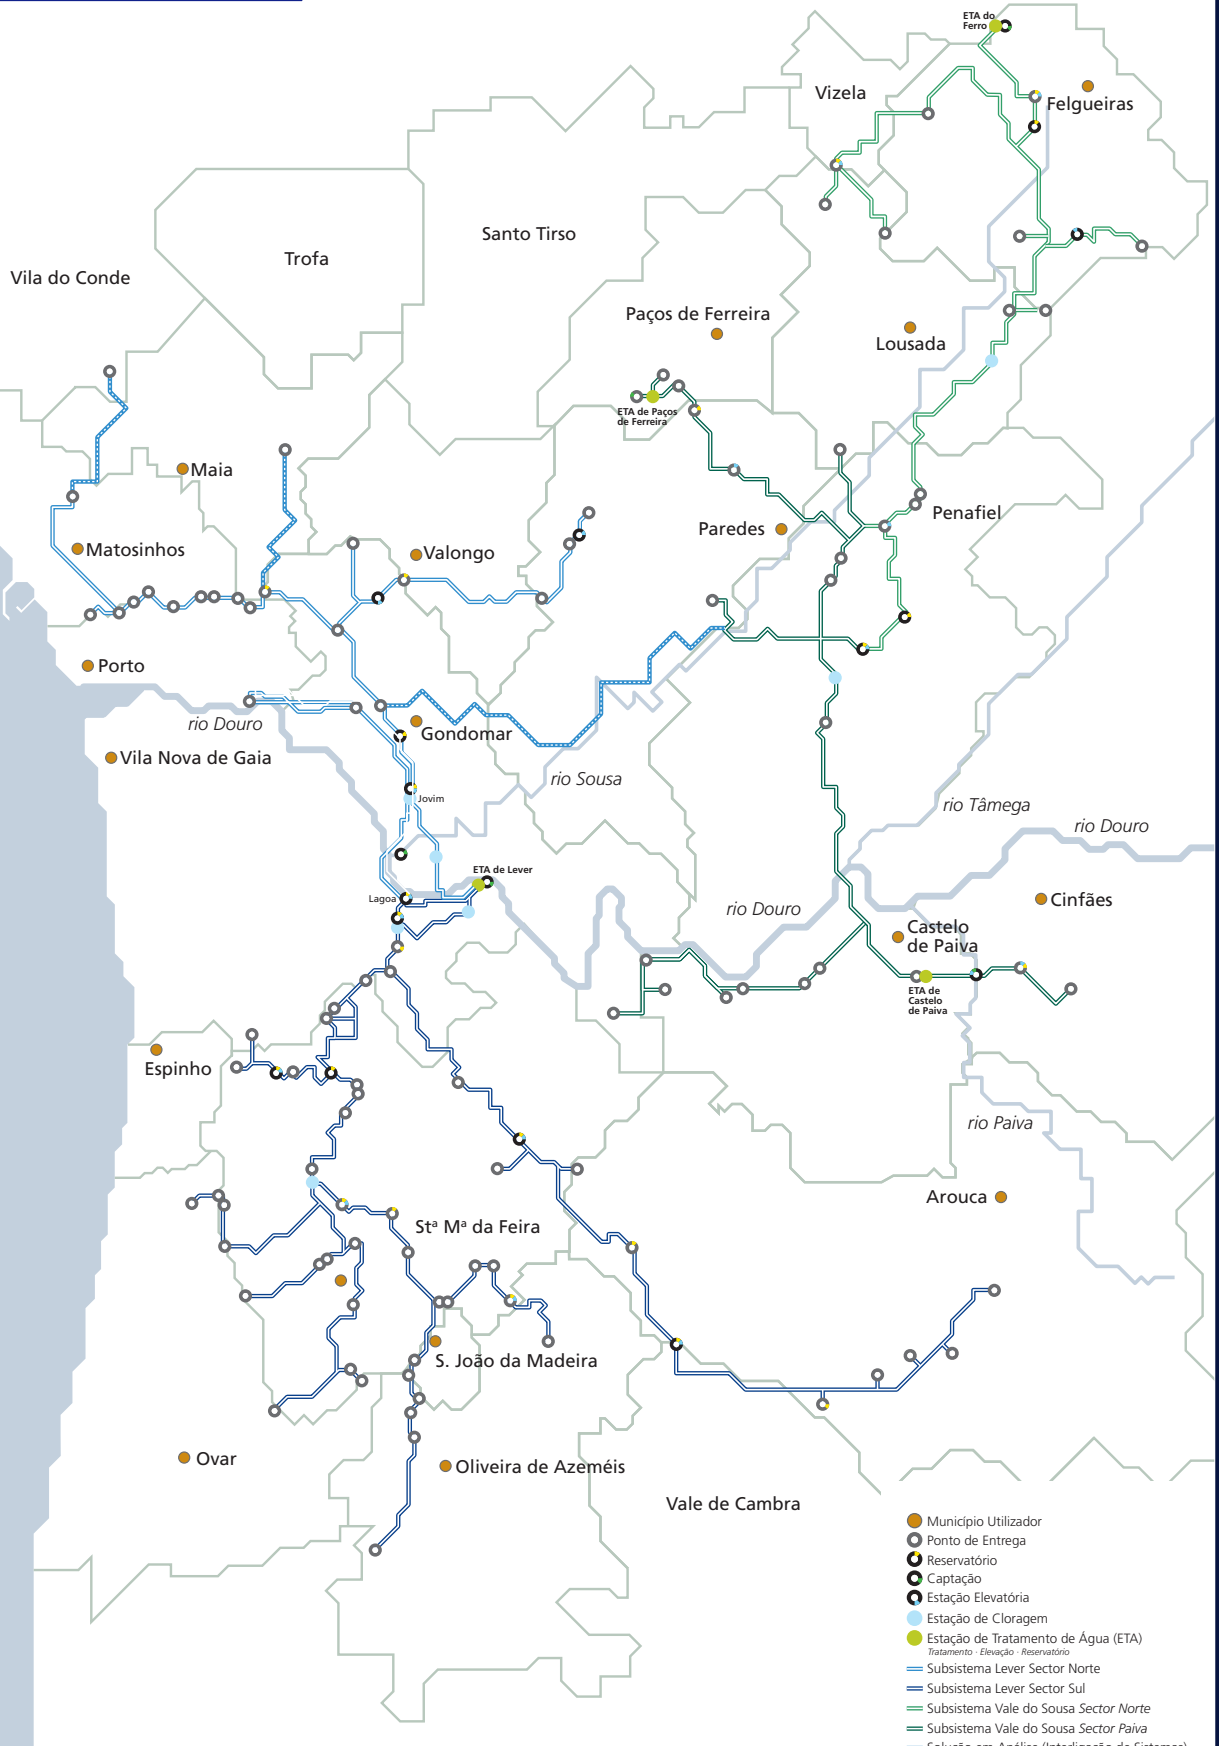 ETA do
Ferro
Vizela
Felgueiras
Santo Tirso
Trofa
Vila do Conde
Paços de Ferreira
Lousada
ETA de Paços
de Ferreira
Maia
Penafiel
Paredes
Matosinhos
Valongo
Porto
rio Douro
Gondomar
Vila Nova de Gaia
rio Sousa
Jovim
rio Tâmega
rio Douro
ETA de Lever
Lagoa
Cinfães
rio Douro
Castelo
de Paiva
ETA de
Castelo
de Paiva
Espinho
rio Paiva
Arouca
Stª Mª da Feira
S. João da Madeira
Ovar
Oliveira de Azeméis
Vale de Cambra
Município Utilizador
Ponto de Entrega
Reservatório
Captação
Estação Elevatória
Estação de Cloragem
Estação de Tratamento de Água (ETA)
Tratamento · Elevação · Reservatório
Subsistema Lever Sector Norte
Subsistema Lever Sector Sul
Subsistema Vale do Sousa Sector Norte
Subsistema Vale do Sousa Sector Paiva
Solução em Análise (Interligação de Sistemas)